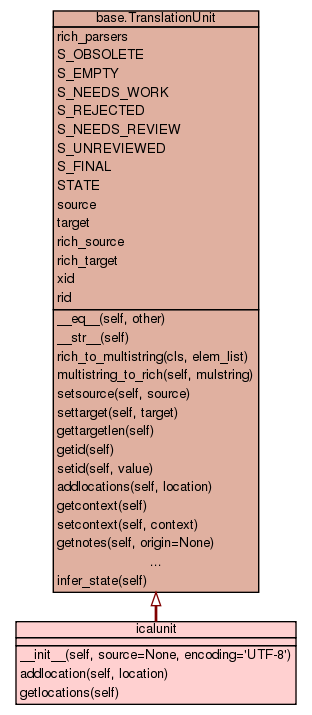 base.TranslationUnit
rich_parsers
S_OBSOLETE
S_EMPTY
S_NEEDS_WORK
S_REJECTED
S_NEEDS_REVIEW
S_UNREVIEWED
S_FINAL
STATE
source
target
rich_source
rich_target
xid
rid
__eq__(self, other)
__str__(self)
rich_to_multistring(cls, elem_list)
multistring_to_rich(self, mulstring)
setsource(self, source)
settarget(self, target)
gettargetlen(self)
getid(self)
setid(self, value)
addlocations(self, location)
getcontext(self)
setcontext(self, context)
getnotes(self, origin=None)
...
infer_state(self)
icalunit
__init__(self, source=None, encoding='UTF-8')
addlocation(self, location)
getlocations(self)